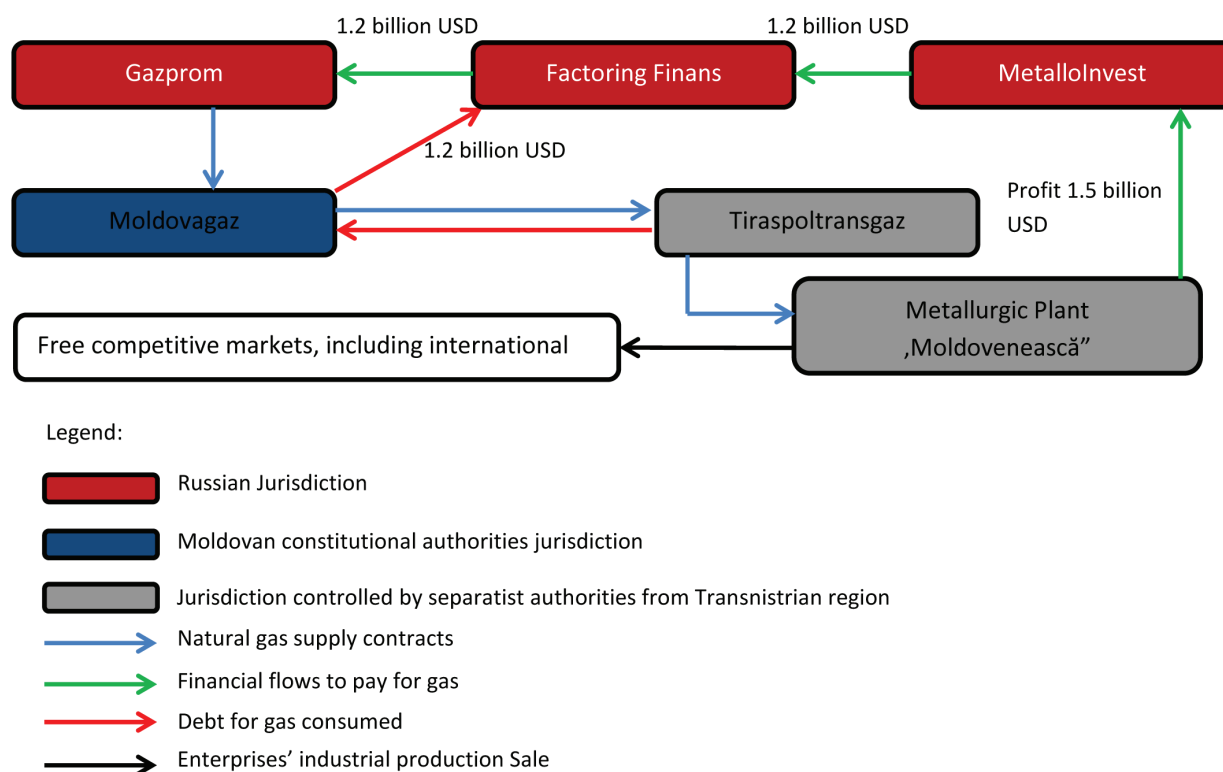 1.2 billion USD
1.2 billion USD
Gazprom
Factoring Finans
MetalloInvest
1.2 billion USD
Moldovagaz
Tiraspoltransgaz
Profit 1.5 billion
USD
Metallurgic Plant
‚Moldovenească”
Free competitive markets, including international
Legend:
Russian Jurisdiction
Moldovan constitutional authorities jurisdiction
Jurisdiction controlled by separatist authorities from Transnistrian region
Natural gas supply contracts
Financial flows to pay for gas
Debt for gas consumed
Enterprises’ industrial production Sale